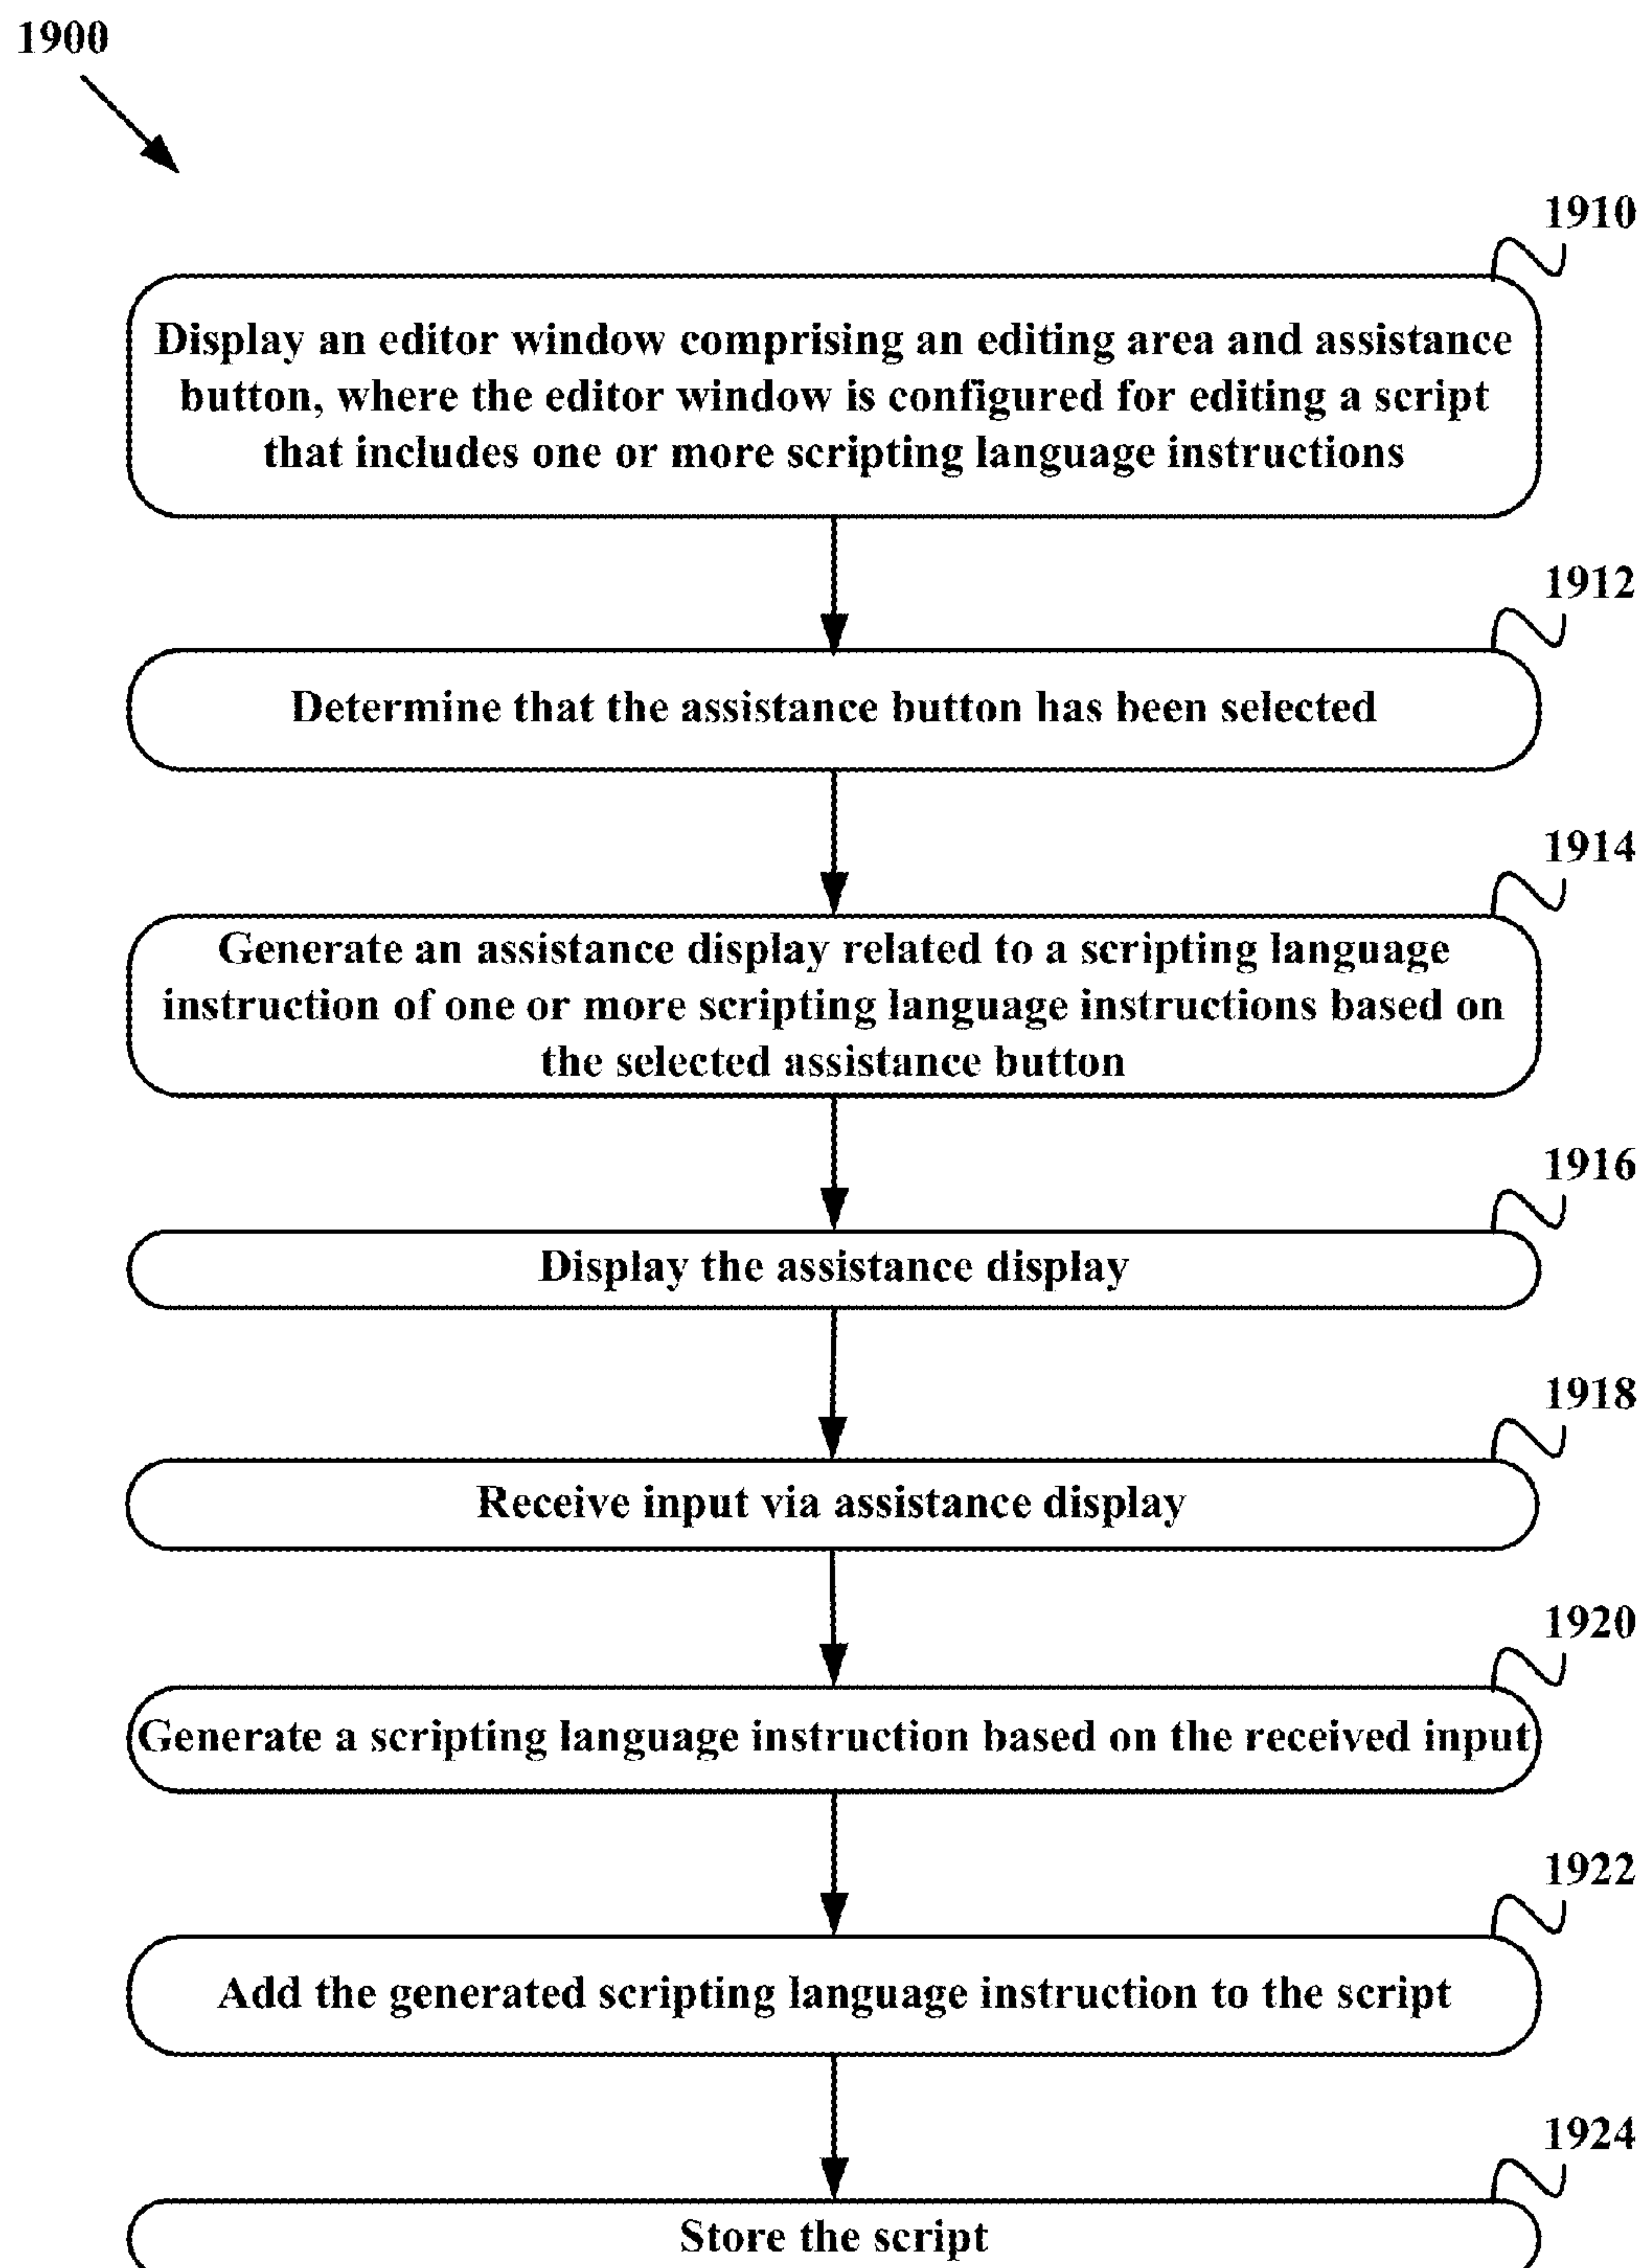 1900
1910
Display an editor window comprising an editing area and assistance
button, where the editor window is configured for editing a script
that includes one or more scripting language instructions
1912
Determine that the assistance button has been selected
1914
Generate an assistance display related to a scripting language
instruction of one or more scripting language instructions based on
the selected assistance button
1916
Display the assistance display
1918
Receive input via assistance display
1920
Generate a scripting language instruction based on the received input
1922
Add the generated scripting language instruction to the script
1924
Store the script